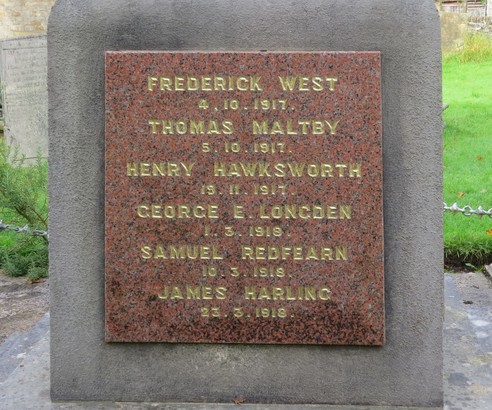 FREDERICK WEST
4.10.1917.
THOMAS MALTBY
5.10.1917.
HENRY HAWKSWORTH
19.11.1917.
GEORGE E. LONGDEN
1.3.1918.
SAMUEL REDFEARN
10.3.1918.
JAMES HARLING
23.3.1918.